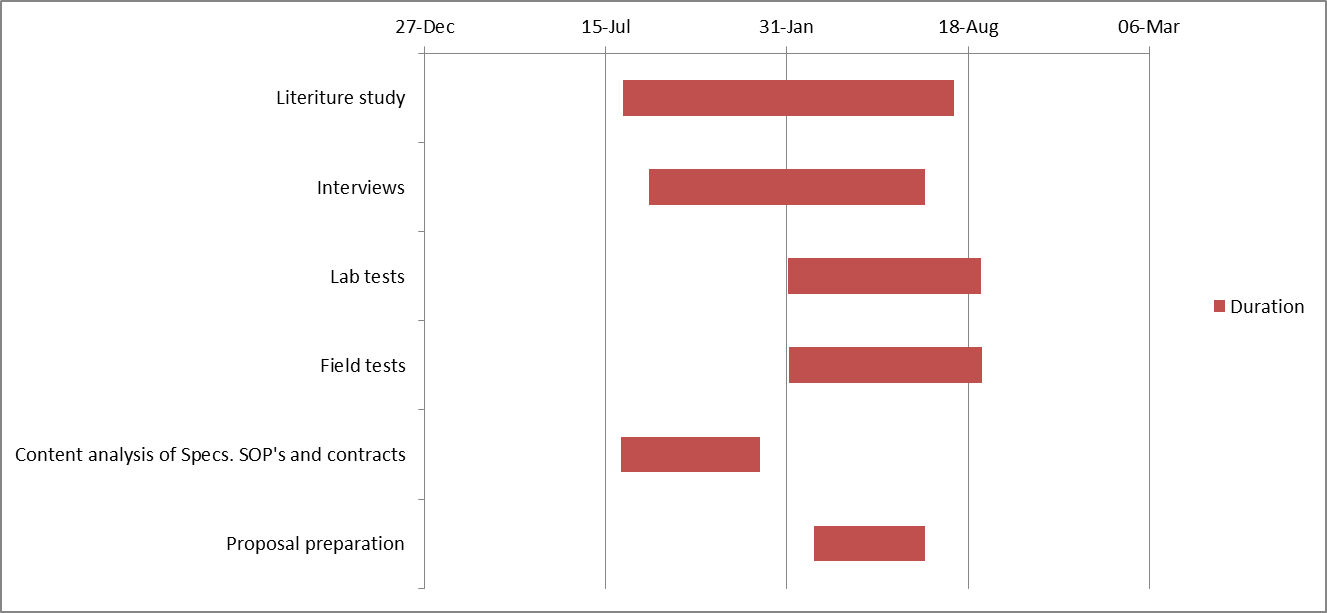 27-Dec 15-Jul 31-Jan 18-Aug 06-Mar
Literiture study
Interviews
Lab tests
Duration
Field tests
Content analysis of Specs. SOP's and contracts
Proposal preparation